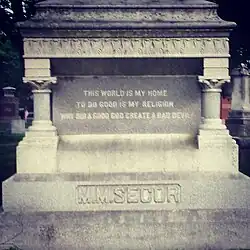 THIS WORLD IS MY HOME
TO DO GOOD IS MY RELIGION
WHY DID A GOOD GOD CREATE A BAD DEVIL
M.M.SECOR